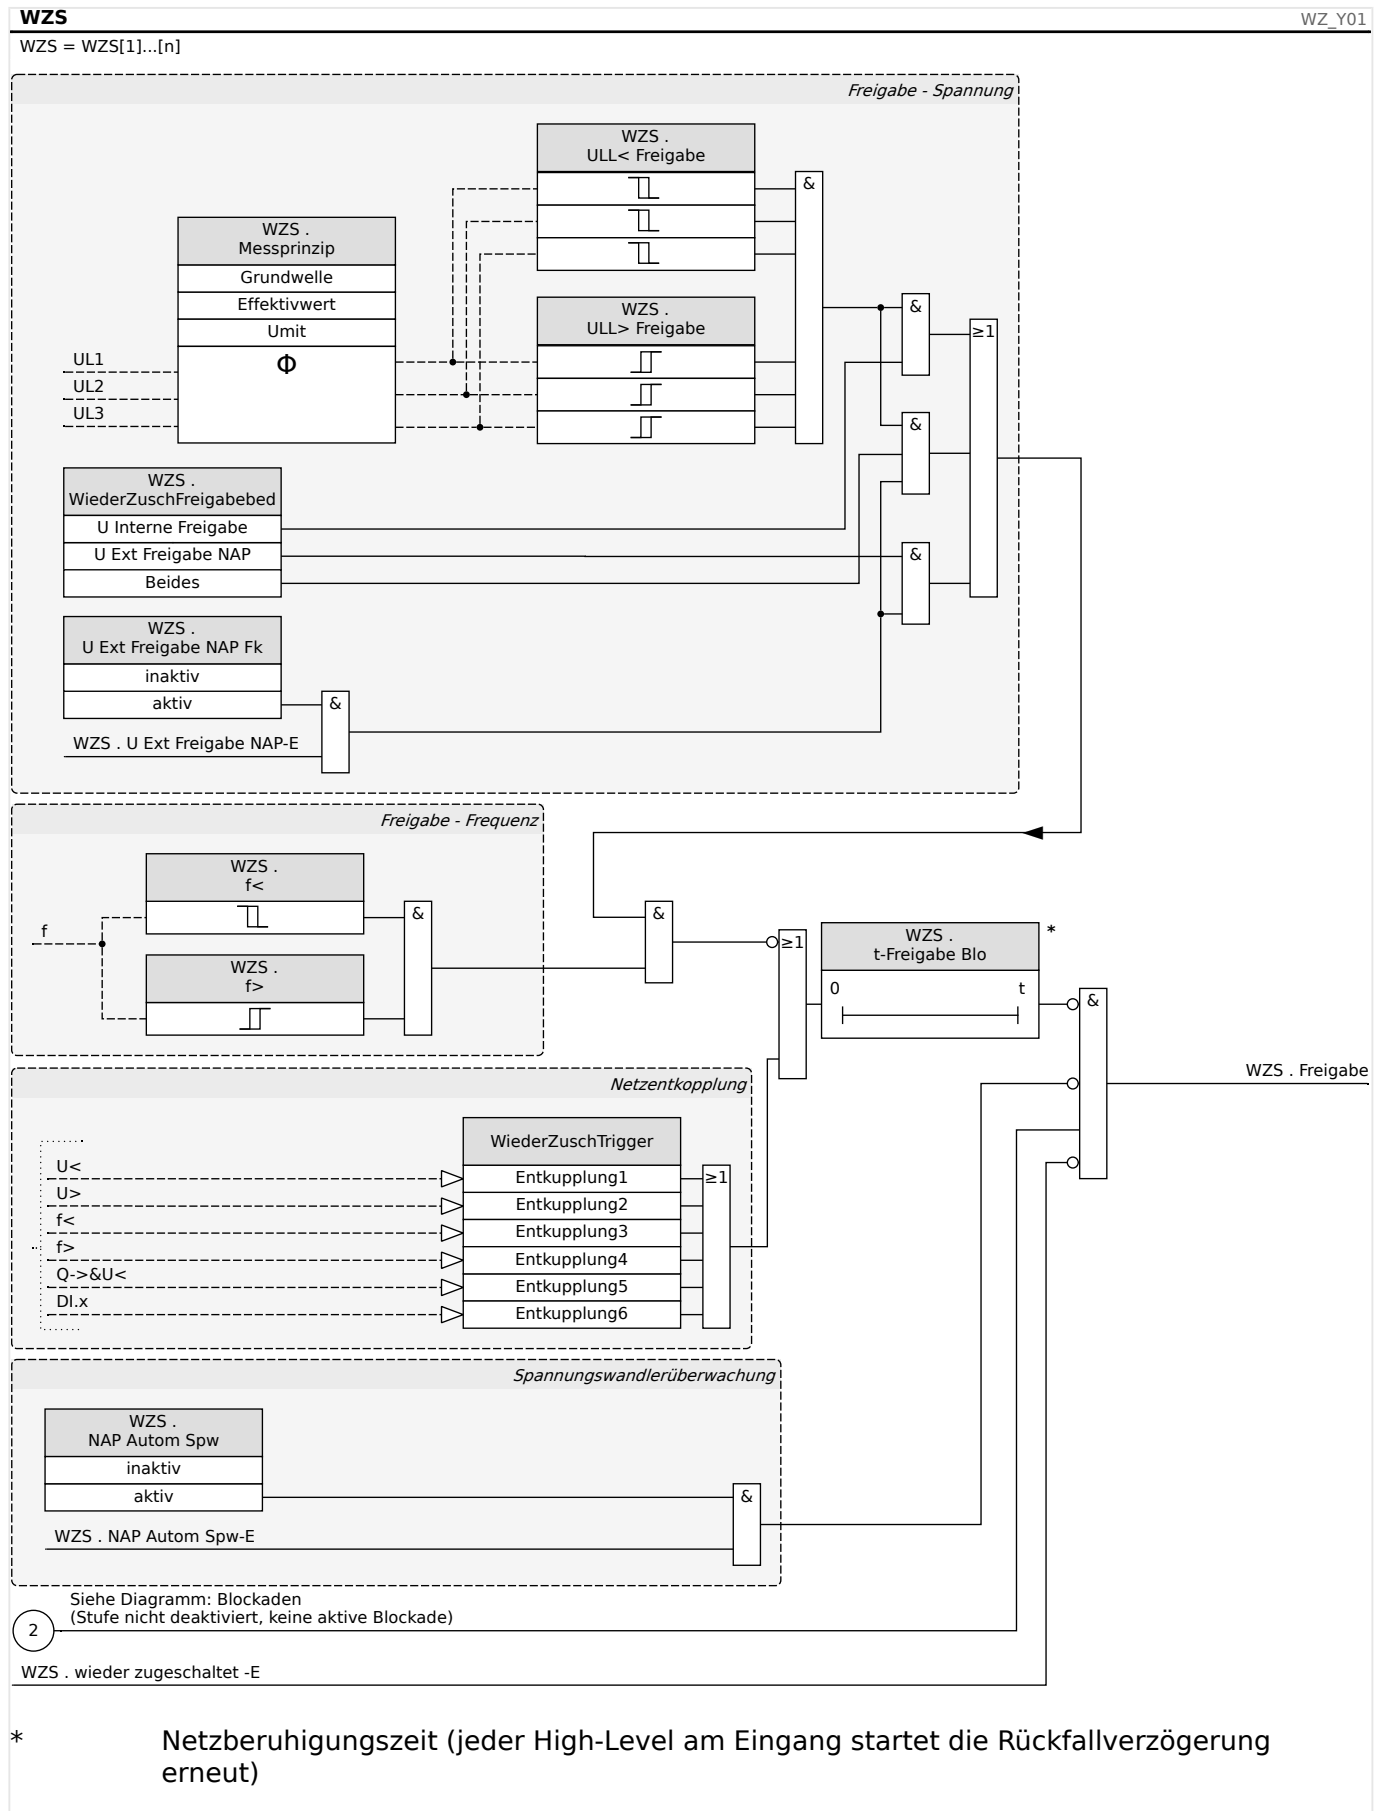 WZS
WZ_Y01
WZS = WZS[1]...[n]
Freigabe - Spannung
WZS .
ULL< Freigabe
&
WZS .
Messprinzip
Grundwelle
Effektivwert
Umit
Φ
WZS .
ULL> Freigabe
&
≥1
UL1
UL2
UL3
&
WZS .
WiederZuschFreigabebed
U Interne Freigabe
U Ext Freigabe NAP
Beides
&
WZS .
U Ext Freigabe NAP Fk
inaktiv
aktiv
&
WZS . U Ext Freigabe NAP-E
Freigabe - Frequenz
WZS .
f<
&
f
WZS .
f>
&
≥1
WZS .
t-Freigabe Blo
*
0 t
&
WZS . Freigabe
Netzentkopplung
WiederZuschTrigger
U<
Entkupplung1
≥1
U>
Entkupplung2
f<
Entkupplung3
f>
Entkupplung4
Q->&U<
Entkupplung5
DI.x
Entkupplung6
Spannungswandlerüberwachung
WZS .
NAP Autom Spw
inaktiv
aktiv
&
WZS . NAP Autom Spw-E
Siehe Diagramm: Blockaden
(Stufe nicht deaktiviert, keine aktive Blockade)
2
WZS . wieder zugeschaltet -E
* Netzberuhigungszeit (jeder High-Level am Eingang startet die Rückfallverzögerung
erneut)